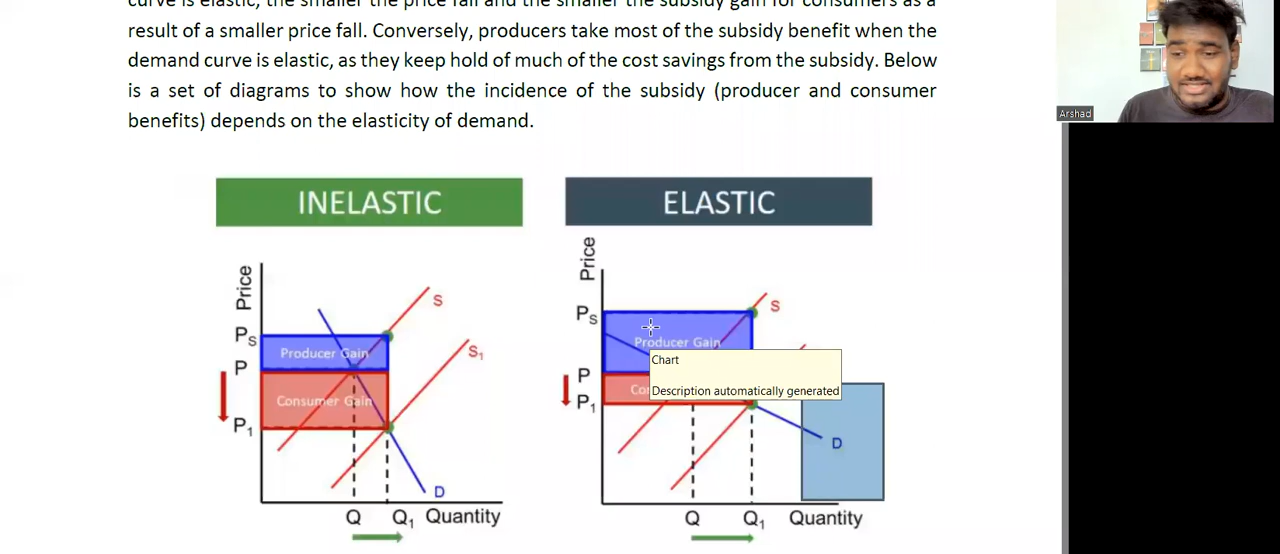 curve is elastic, the smaller the price fall and the smaller the subsidy gain for consumers as a
result of a smaller price fall. Conversely, producers take most of the subsidy benefit when the
demand curve is elastic, as they keep hold of much of the cost savings from the subsidy. Below
is a set of diagrams to show how the incidence of the subsidy (producer and consumer
benefits) depends on the elasticity of demand.
Arshad
INELASTIC
ELASTIC
Price
S
PS
Producer Gain
S1
P
Consumer Gain
P1
D
Q
Q1
Quantity
Price
S
PS
Producer Gain
Chart
P
Co
Description automatically generated
P1
D
Q
Q1
Quantity